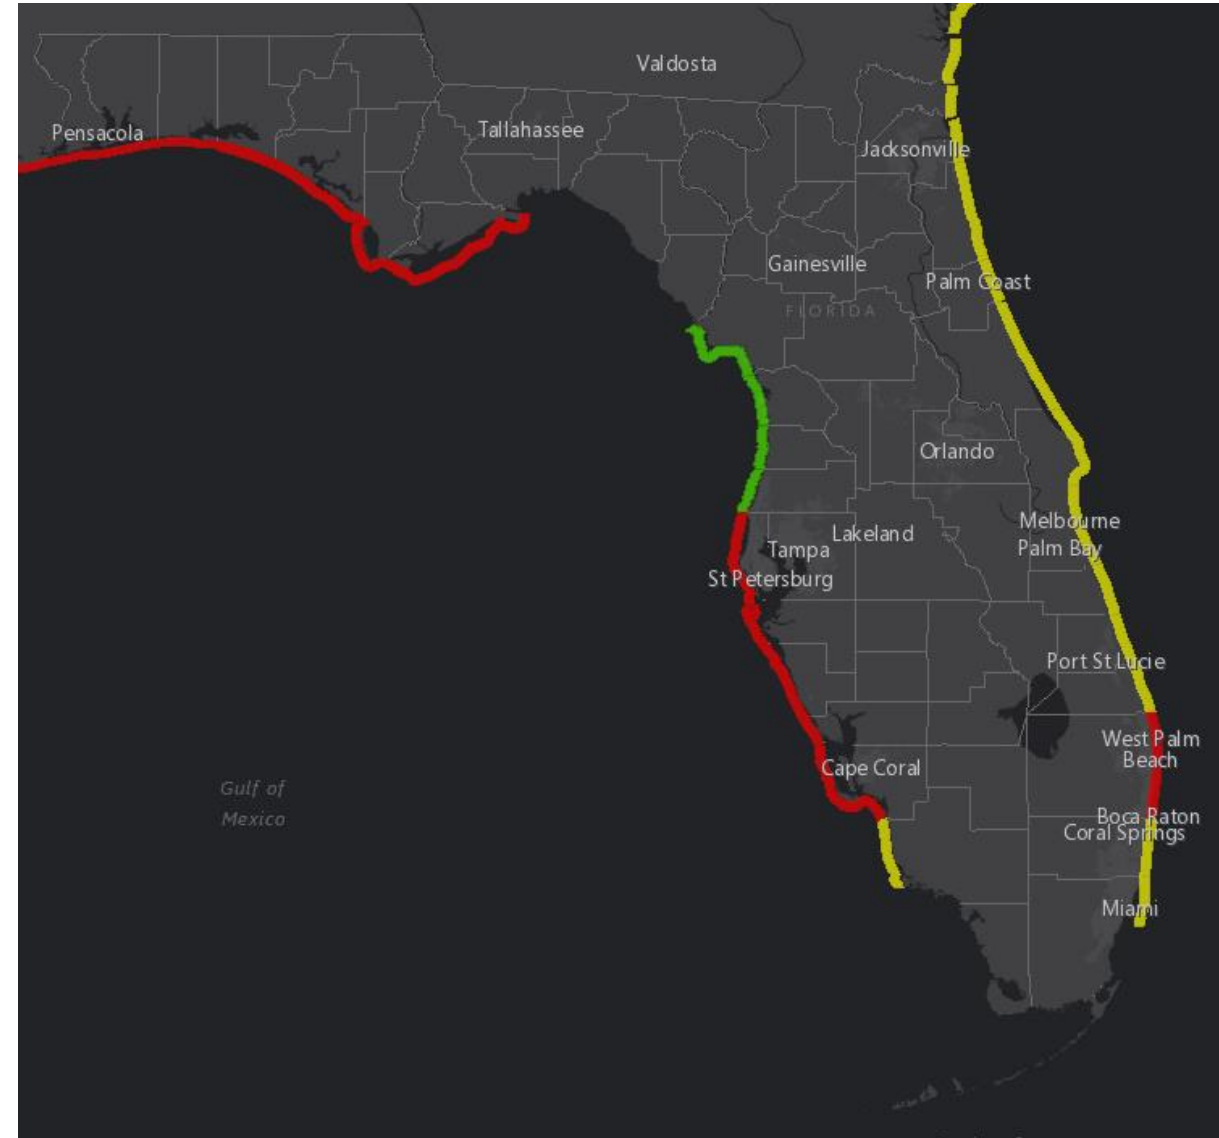 Valdosta
Pensacola
Tallahassee
Jacksonville
Gainesville
Palm Coast
FLORIDA
Orlando
Melbourne
Lakeland
Palm Bay
Tampa
St Petersburg
Port St Lucie
West Palm
Beach
Cape Coral
Gulf of
Mexico
Boca Raton
Coral Springs
Miami